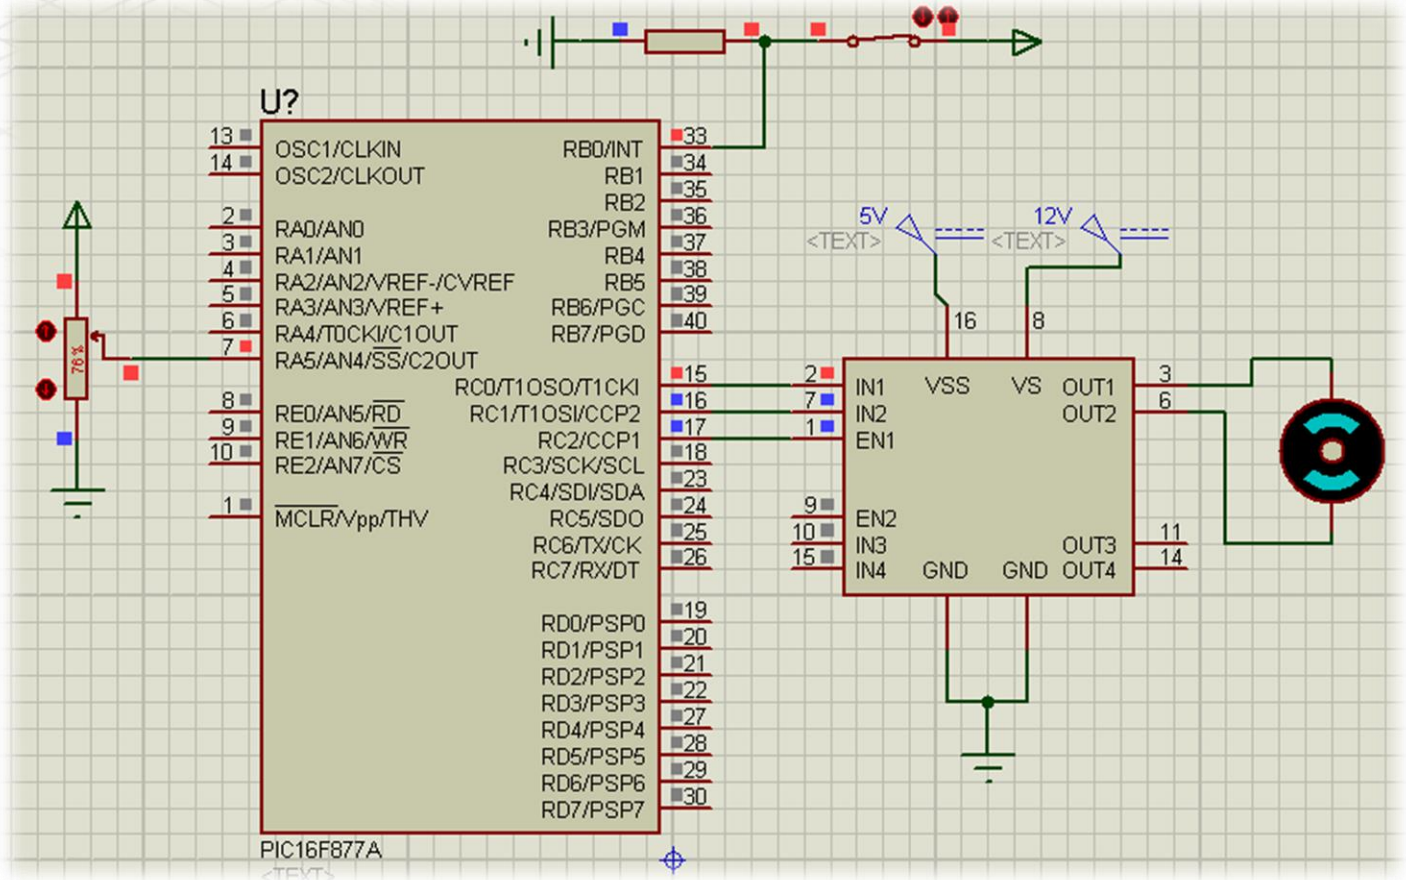 U?
13 OSC1/CLKIN RB0/INT 33
14 OSC2/CLKOUT RB1 34
RB2 35
2 RA0/AN0 RB3/PGM 36
3 RA1/AN1 RB4 37
4 RA2/AN2/VREF-/CVREF RB5 38
5 RA3/AN3/VREF+ RB6/PGC 39
6 RA4/T0CKI/C1OUT RB7/PGD 40
7 RA5/AN4/SS/C2OUT
RC0/T1OSO/T1CKI 15
8 RE0/AN5/RD RC1/T1OSI/CCP2 16
9 RE1/AN6/WR RC2/CCP1 17
10 RE2/AN7/CS RC3/SCK/SCL 18
RC4/SDI/SDA 23
1 MCLR/Vpp/THV RC5/SDO 24
RC6/TX/CK 25
RC7/RX/DT 26
RD0/PSP0 19
RD1/PSP1 20
RD2/PSP2 21
RD3/PSP3 22
RD4/PSP4 27
RD5/PSP5 28
RD6/PSP6 29
RD7/PSP7 30
PIC16F877A
<TEXT>
76%
5V 12V
<TEXT> <TEXT>
16 8
2 IN1 VSS VS OUT1 3
7 IN2 OUT2 6
1 EN1
9 EN2
10 IN3 OUT3 11
15 IN4 GND GND OUT4 14